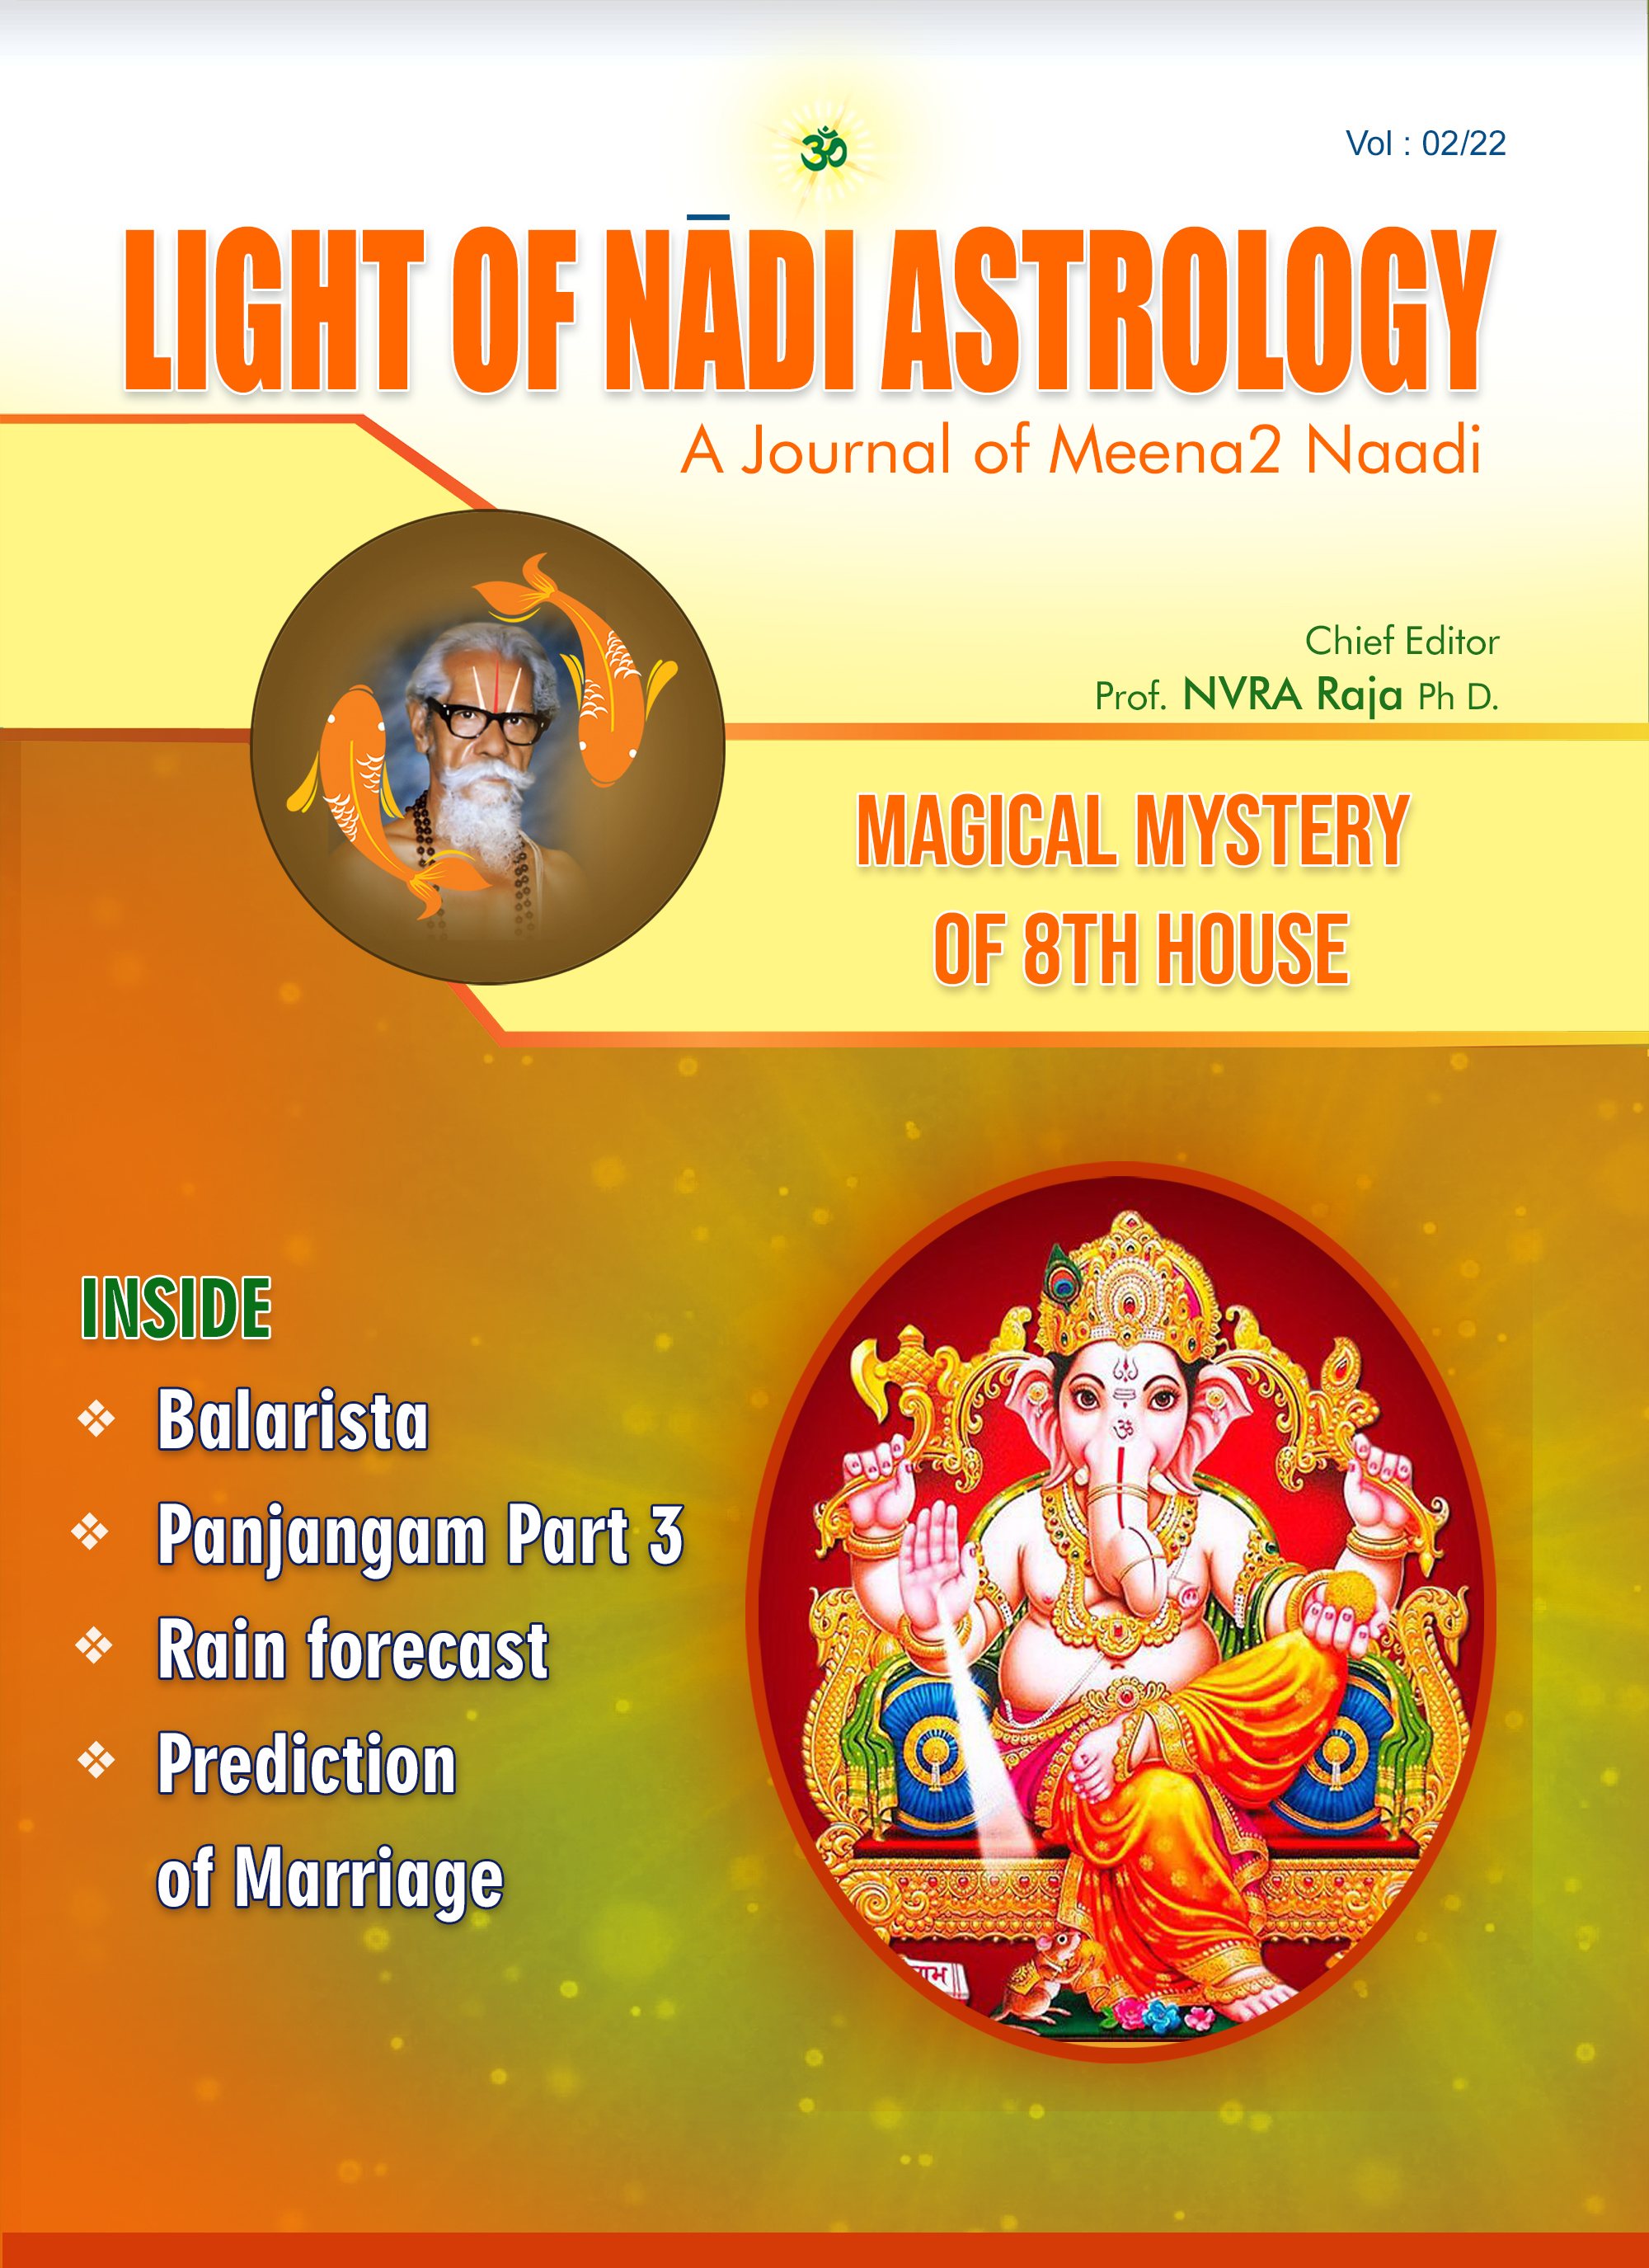 ॐ
Vol : 02/22
LIGHT OF NĀDI ASTROLOGY
A Journal of Meena2 Naadi
Chief Editor
Prof. NVRA Raja Ph D.
MAGICAL MYSTERY
OF 8TH HOUSE
INSIDE
❖ Balarista
❖ Panjangam Part 3
❖ Rain forecast
❖ Prediction
of Marriage
ॐ